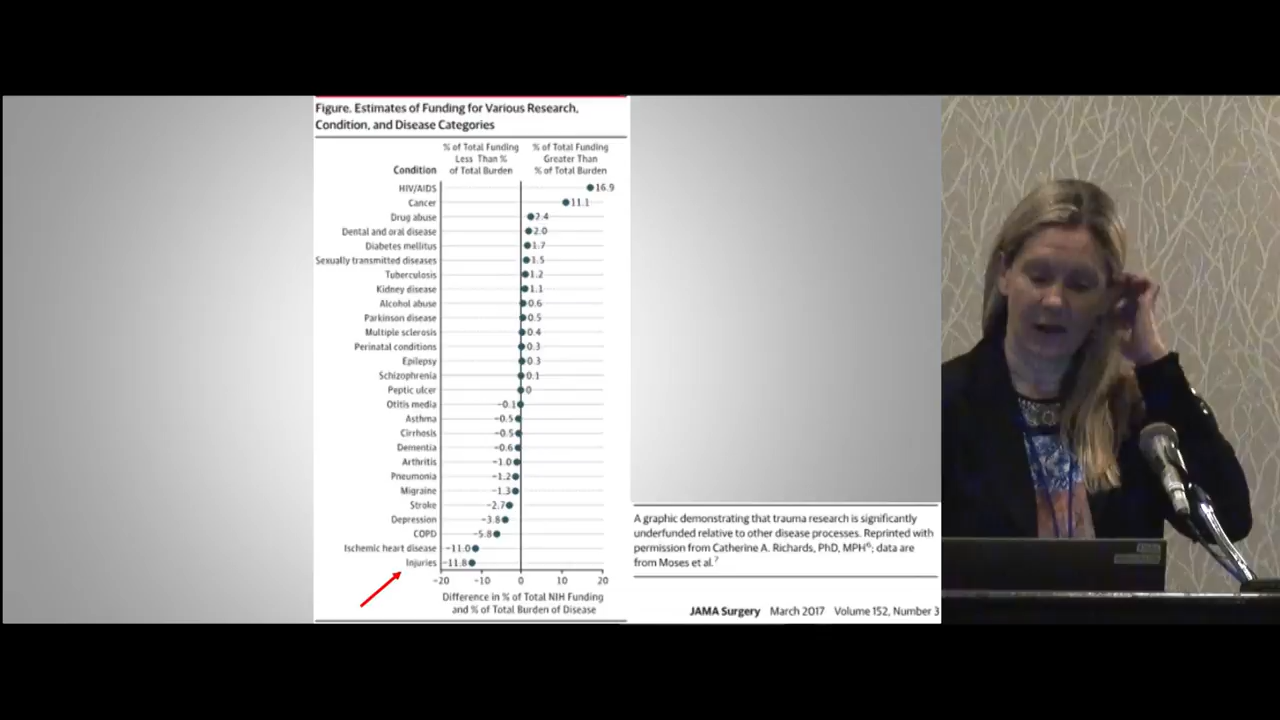 Figure. Estimates of Funding for Various Research,
Condition, and Disease Categories
% of Total Funding
Less Than %
of Total Burden
% of Total Funding
Greater Than
% of Total Burden
Condition
HIV/AIDS 16.9
Cancer 11.1
Drug abuse 2.4
Dental and oral disease 2.0
Diabetes mellitus 1.7
Sexually transmitted diseases 1.5
Tuberculosis 1.2
Kidney disease 1.1
Alcohol abuse 0.6
Parkinson disease 0.5
Multiple sclerosis 0.4
Perinatal conditions 0.3
Epilepsy 0.3
Schizophrenia 0.1
Peptic ulcer 0
Otitis media −0.1
Asthma −0.5
Cirrhosis −0.5
Dementia −0.6
Arthritis −1.0
Pneumonia −1.2
Migraine −1.3
Stroke −2.7
Depression −3.8
COPD −5.8
Ischemic heart disease −11.0
Injuries −11.8
−20 −10 0 10 20
Difference in % of Total NIH Funding
and % of Total Burden of Disease
A graphic demonstrating that trauma research is significantly
underfunded relative to other disease processes. Reprinted with
permission from Catherine A. Richards, PhD, MPH⁶; data are
from Moses et al.⁷
JAMA Surgery March 2017 Volume 152, Number 3